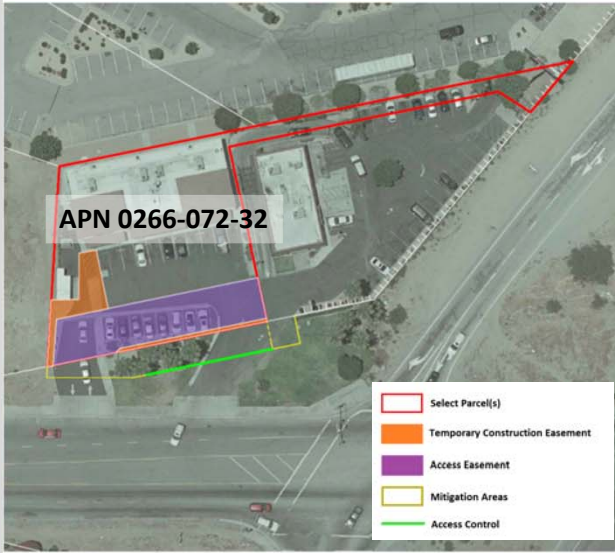 APN 0266-072-32
Select Parcel(s)
Temporary Construction Easement
Access Easement
Mitigation Areas
Access Control